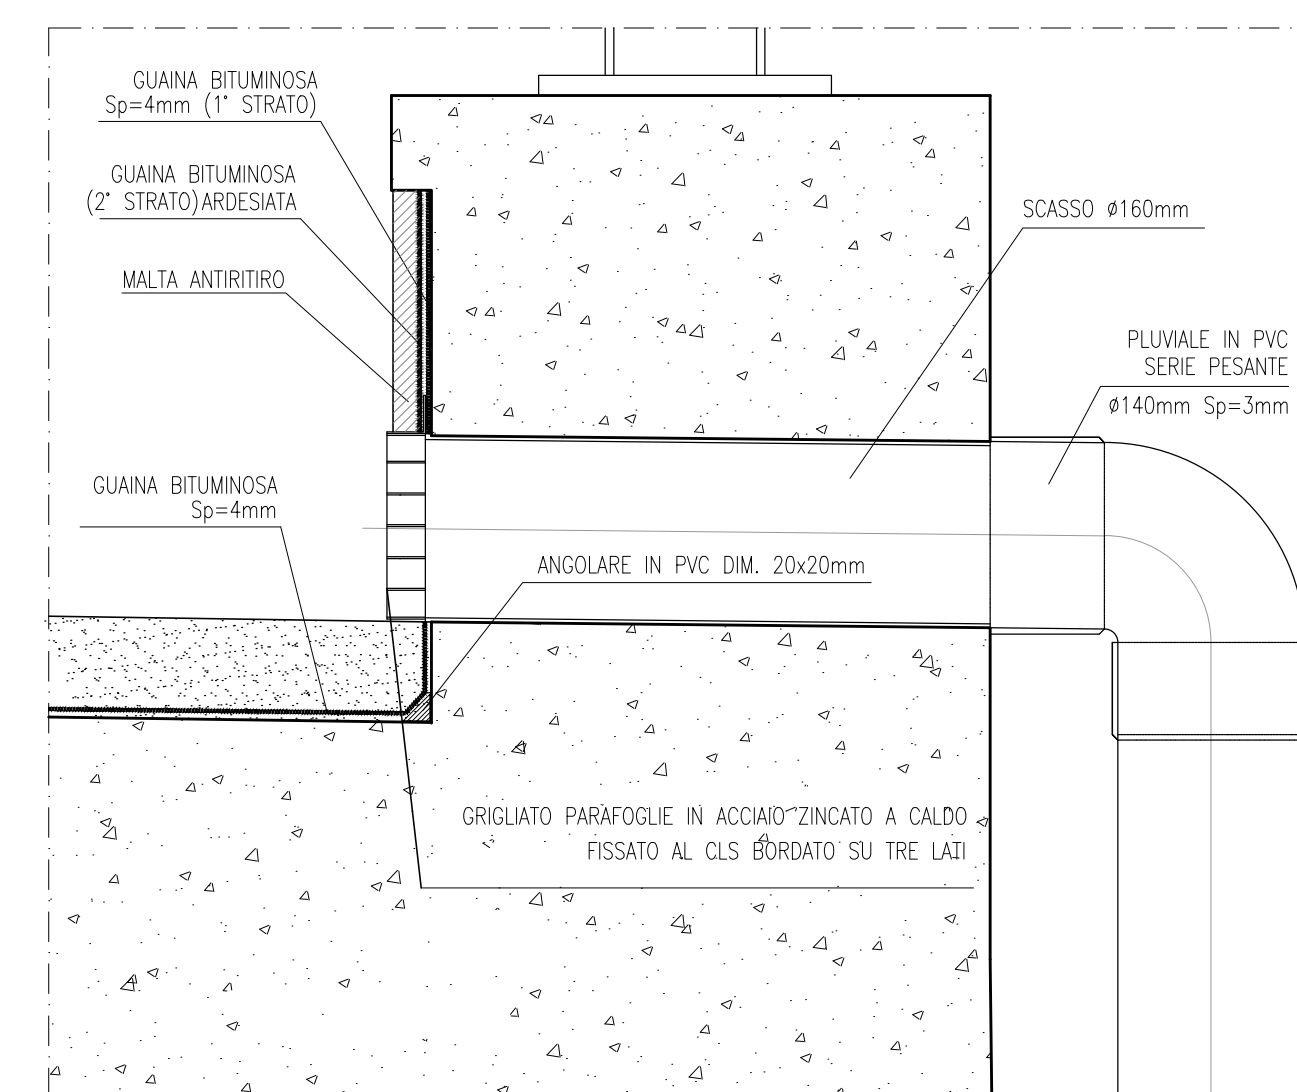 GUAINA BITUMINOSA
Sp=4mm (1° STRATO)
GUAINA BITUMINOSA
(2° STRATO)ARDESIATA
MALTA ANTIRITIRO
SCASSO ø160mm
PLUVIALE IN PVC
SERIE PESANTE
ø140mm Sp=3mm
GUAINA BITUMINOSA
Sp=4mm
ANGOLARE IN PVC DIM. 20x20mm
GRIGLIATO PARAFOGLIE IN ACCIAIO ZINCATO A CALDO
FISSATO AL CLS BORDATO SU TRE LATI